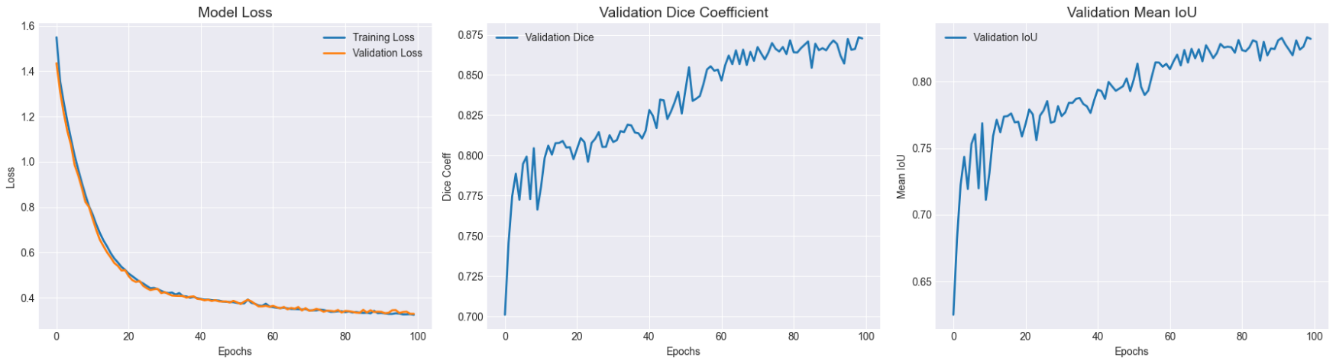 Model Loss
Training Loss
Validation Loss
1.6
1.4
1.2
1.0
0.8
0.6
0.4
Loss
0 20 40 60 80 100
Epochs
Validation Dice Coefficient
Validation Dice
0.875
0.850
0.825
0.800
0.775
0.750
0.725
0.700
Dice Coeff
0 20 40 60 80 100
Epochs
Validation Mean IoU
Validation IoU
0.80
0.75
0.70
0.65
Mean IoU
0 20 40 60 80 100
Epochs